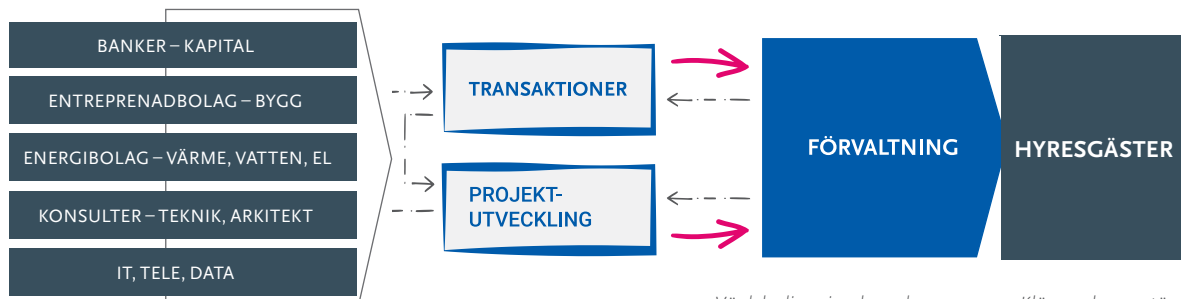 BANKER – KAPITAL
ENTREPRENADBOLAG – BYGG
ENERGIBOLAG – VÄRME, VATTEN, EL
KONSULTER – TEKNIK, ARKITEKT
IT, TELE, DATA
TRANSAKTIONER
PROJEKT-
UTVECKLING
FÖRVALTNING
HYRESGÄSTER